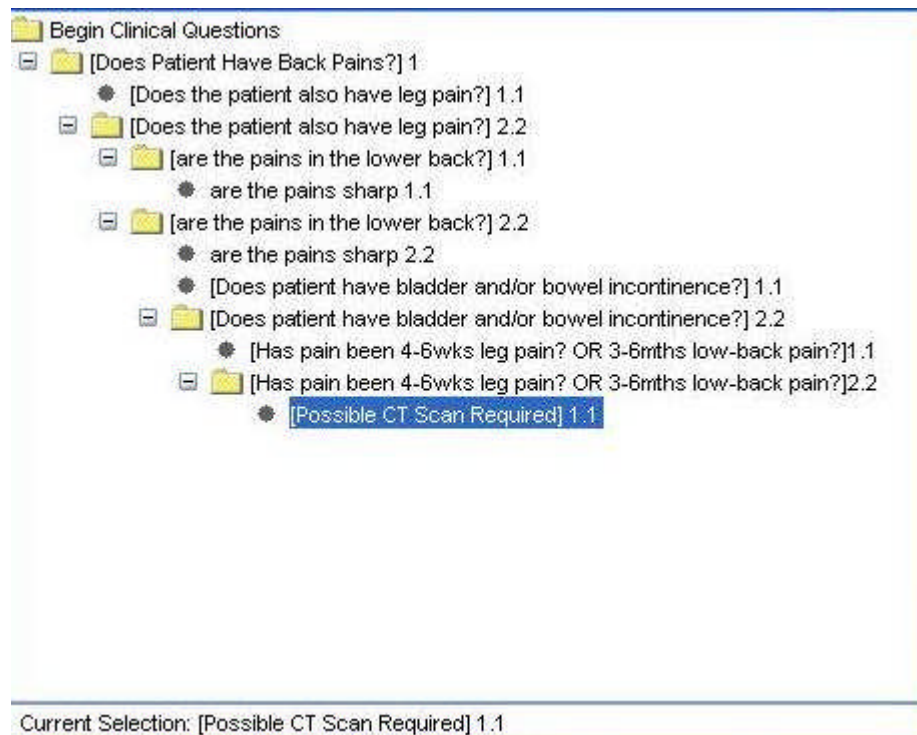 Begin Clinical Questions
[Does Patient Have Back Pains?] 1
[Does the patient also have leg pain?] 1.1
[Does the patient also have leg pain?] 2.2
[are the pains in the lower back?] 1.1
are the pains sharp 1.1
[are the pains in the lower back?] 2.2
are the pains sharp 2.2
[Does patient have bladder and/or bowel incontinence?] 1.1
[Does patient have bladder and/or bowel incontinence?] 2.2
[Has pain been 4-6wks leg pain? OR 3-6mths low-back pain?]1.1
[Has pain been 4-6wks leg pain? OR 3-6mths low-back pain?]2.2
[Possible CT Scan Required] 1.1
Current Selection: [Possible CT Scan Required] 1.1